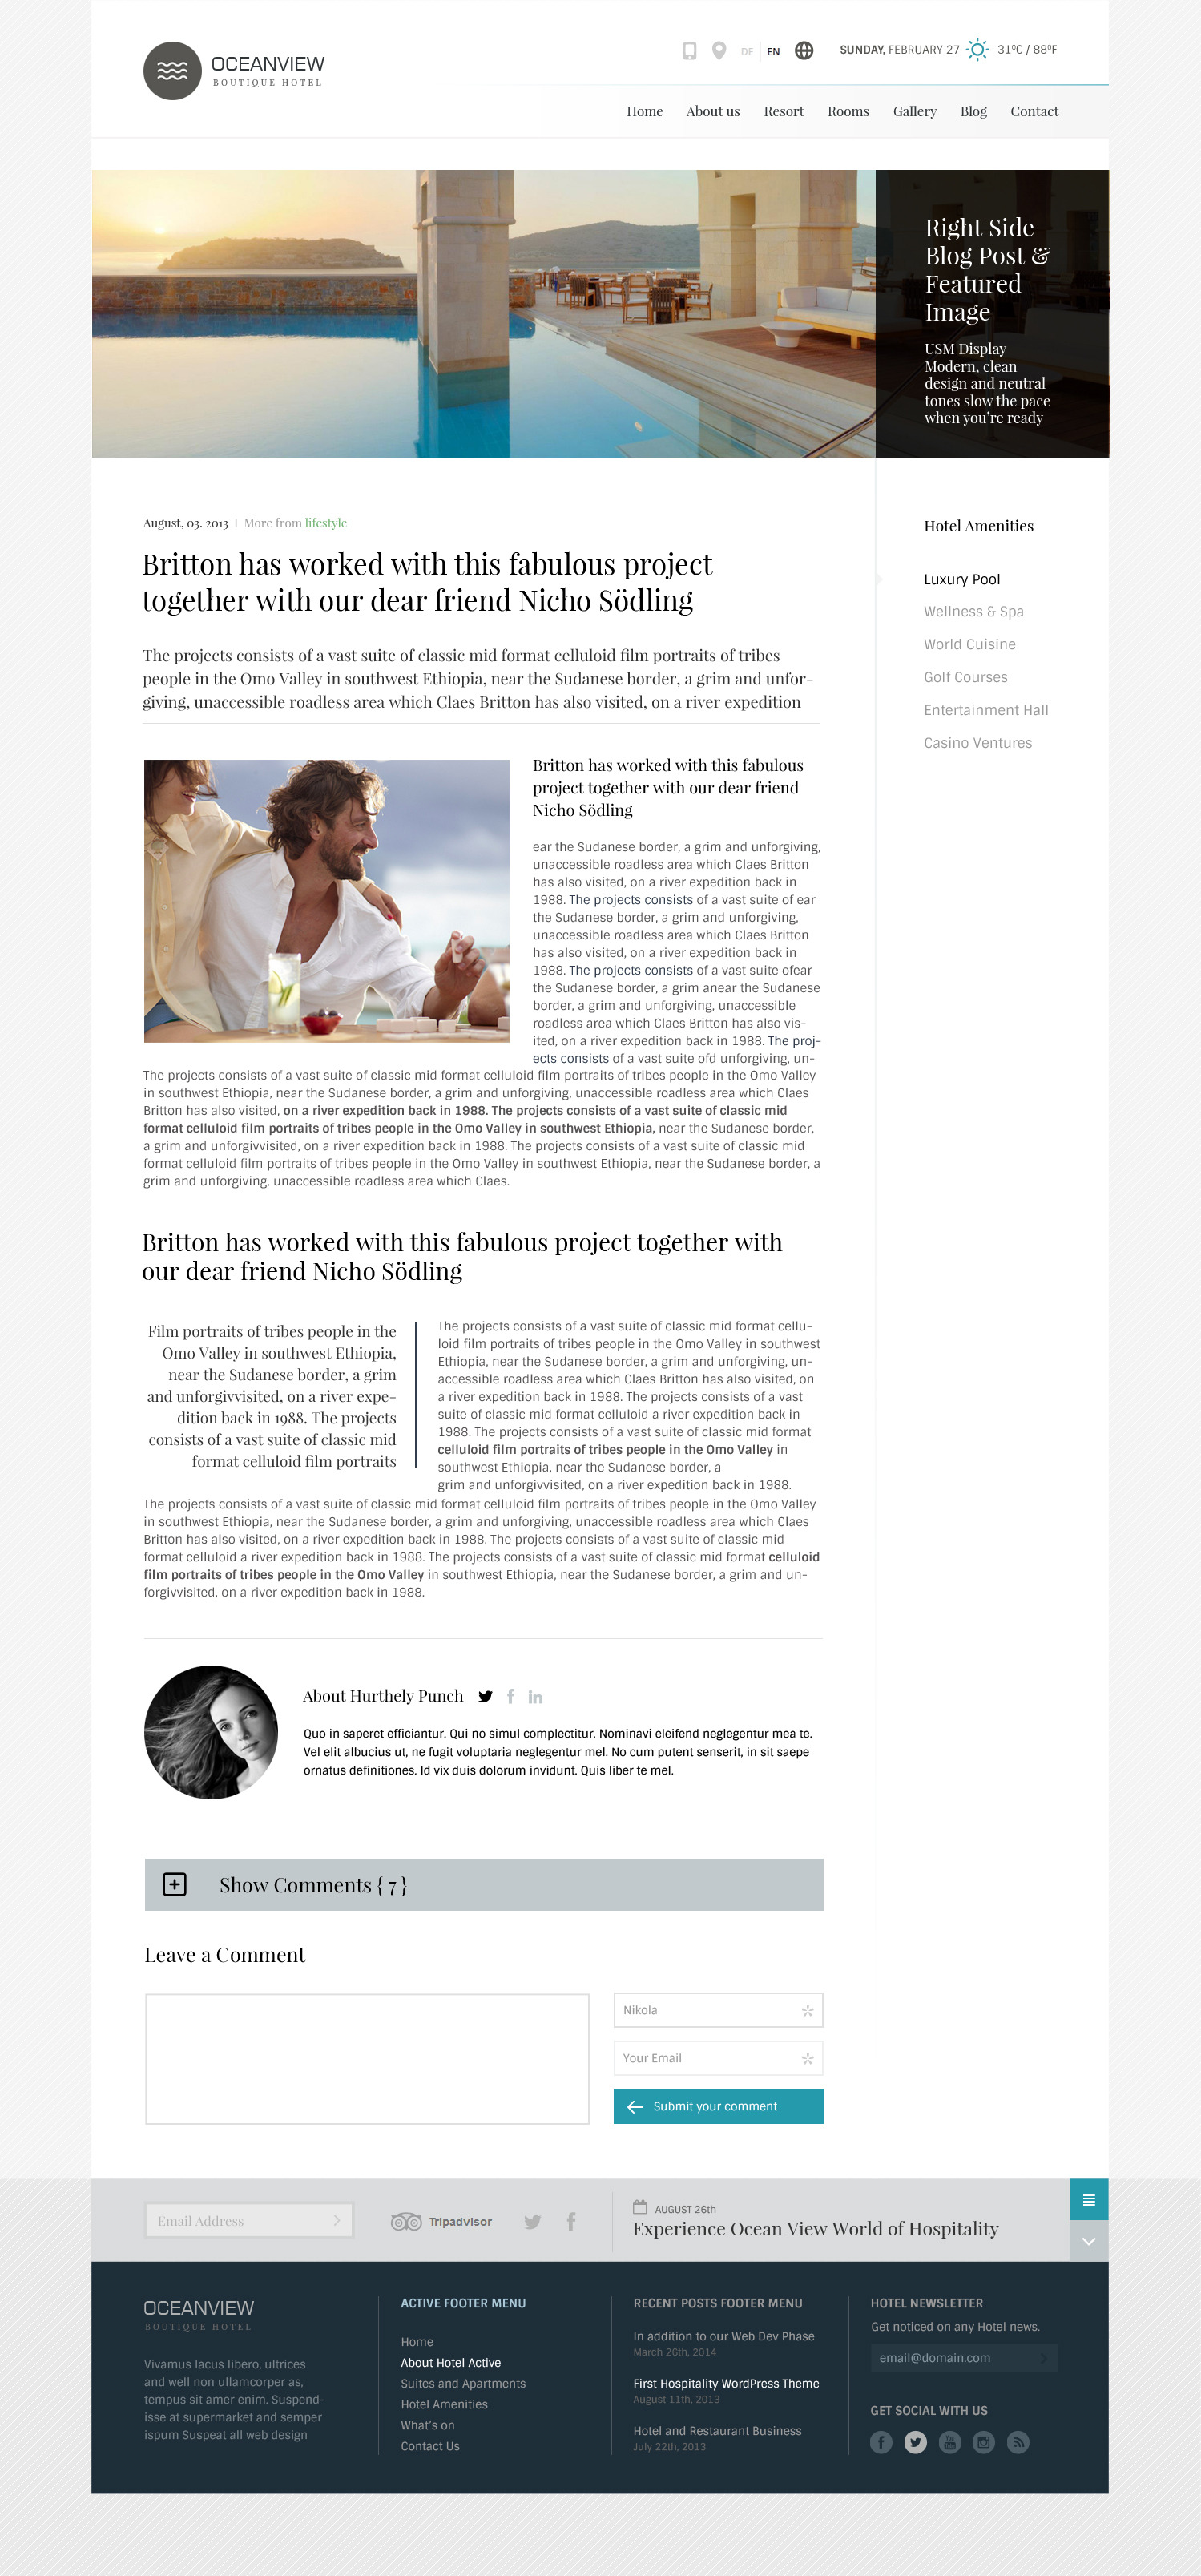 OCEANVIEW
BOUTIQUE HOTEL
DE EN
SUNDAY, FEBRUARY 27
31ºC / 88ºF
Home About us Resort Rooms Gallery Blog Contact
Right Side
Blog Post &
Featured
Image
USM Display
Modern, clean
design and neutral
tones slow the pace
when you're ready
August, 03. 2013 | More from lifestyle
Britton has worked with this fabulous project
together with our dear friend Nicho Södling
The projects consists of a vast suite of classic mid format celluloid film portraits of tribes
people in the Omo Valley in southwest Ethiopia, near the Sudanese border, a grim and unfor-
giving, unaccessible roadless area which Claes Britton has also visited, on a river expedition
Hotel Amenities
Luxury Pool
Wellness & Spa
World Cuisine
Golf Courses
Entertainment Hall
Casino Ventures
Britton has worked with this fabulous
project together with our dear friend
Nicho Södling
ear the Sudanese border, a grim and unforgiving,
unaccessible roadless area which Claes Britton
has also visited, on a river expedition back in
1988. The projects consists of a vast suite of ear
the Sudanese border, a grim and unforgiving,
unaccessible roadless area which Claes Britton
has also visited, on a river expedition back in
1988. The projects consists of a vast suite ofear
the Sudanese border, a grim anear the Sudanese
border, a grim and unforgiving, unaccessible
roadless area which Claes Britton has also vis-
ited, on a river expedition back in 1988. The proj-
ects consists of a vast suite ofd unforgiving, un-
The projects consists of a vast suite of classic mid format celluloid film portraits of tribes people in the Omo Valley
in southwest Ethiopia, near the Sudanese border, a grim and unforgiving, unaccessible roadless area which Claes
Britton has also visited, on a river expedition back in 1988. The projects consists of a vast suite of classic mid
format celluloid film portraits of tribes people in the Omo Valley in southwest Ethiopia, near the Sudanese border,
a grim and unforgivvisited, on a river expedition back in 1988. The projects consists of a vast suite of classic mid
format celluloid film portraits of tribes people in the Omo Valley in southwest Ethiopia, near the Sudanese border, a
grim and unforgiving, unaccessible roadless area which Claes.
Britton has worked with this fabulous project together with
our dear friend Nicho Södling
Film portraits of tribes people in the
Omo Valley in southwest Ethiopia,
near the Sudanese border, a grim
and unforgivvisited, on a river expe-
dition back in 1988. The projects
consists of a vast suite of classic mid
format celluloid film portraits
The projects consists of a vast suite of classic mid format cellu-
loid film portraits of tribes people in the Omo Valley in southwest
Ethiopia, near the Sudanese border, a grim and unforgiving, un-
accessible roadless area which Claes Britton has also visited, on
a river expedition back in 1988. The projects consists of a vast
suite of classic mid format celluloid a river expedition back in
1988. The projects consists of a vast suite of classic mid format
celluloid film portraits of tribes people in the Omo Valley in
southwest Ethiopia, near the Sudanese border, a
grim and unforgivvisited, on a river expedition back in 1988.
The projects consists of a vast suite of classic mid format celluloid film portraits of tribes people in the Omo Valley
in southwest Ethiopia, near the Sudanese border, a grim and unforgiving, unaccessible roadless area which Claes
Britton has also visited, on a river expedition back in 1988. The projects consists of a vast suite of classic mid
format celluloid a river expedition back in 1988. The projects consists of a vast suite of classic mid format celluloid
film portraits of tribes people in the Omo Valley in southwest Ethiopia, near the Sudanese border, a grim and un-
forgivvisited, on a river expedition back in 1988.
About Hurthely Punch
Quo in saperet efficiantur. Qui no simul complectitur. Nominavi eleifend neglegentur mea te.
Vel elit albucius ut, ne fugit voluptaria neglegentur mel. No cum putent senserit, in sit saepe
ornatus definitiones. Id vix duis dolorum invidunt. Quis liber te mel.
Show Comments { 7 }
Leave a Comment
Nikola
Your Email
Submit your comment
Email Address
Tripadvisor
AUGUST 26th
Experience Ocean View World of Hospitality
OCEANVIEW
BOUTIQUE HOTEL
Vivamus lacus libero, ultrices
and well non ullamcorper as,
tempus sit amer enim. Suspend-
isse at supermarket and semper
ispum Suspeat all web design
ACTIVE FOOTER MENU
Home
About Hotel Active
Suites and Apartments
Hotel Amenities
What's on
Contact Us
RECENT POSTS FOOTER MENU
In addition to our Web Dev Phase
March 26th, 2014
First Hospitality WordPress Theme
August 11th, 2013
Hotel and Restaurant Business
July 22th, 2013
HOTEL NEWSLETTER
Get noticed on any Hotel news.
email@domain.com
GET SOCIAL WITH US